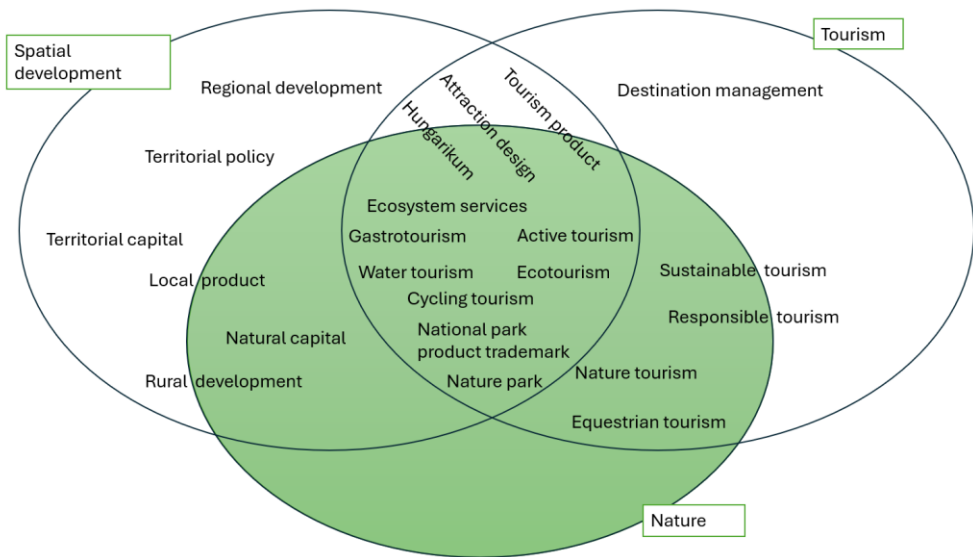 Spatial
development
Tourism
Regional development
Attraction design
Tourism product
Hungarikum
Destination management
Territorial policy
Ecosystem services
Territorial capital
Gastrotourism
Active tourism
Local product
Water tourism
Ecotourism
Sustainable tourism
Cycling tourism
Responsible tourism
Natural capital
National park
product trademark
Rural development
Nature park
Nature tourism
Equestrian tourism
Nature